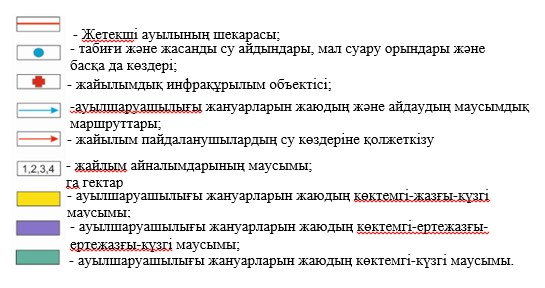 - Жетекші ауылының шекарасы;
- табиғи және жасанды су айдындары, мал суару орындары және
басқа да көздері;
- жайылымдық инфрақұрылым объектісі;
-ауылшаруашылығы жануарларын жаюдың және айдаудың маусымдық
маршруттары;
- жайылым пайдаланушылардың су көздеріне қолжеткізу
1,2,3,4 - жайлым айналымдарының маусымы;
га гектар
- ауылшаруашылығы жануарларын жаюдың көктемгі-жазғы-күзгі
маусымы;
- ауылшаруашылығы жануарларын жаюдың көктемгі-ертежазғы-
ертежазғы-күзгі маусымы;
- ауылшаруашылығы жануарларын жаюдың көктемгі-күзгі маусымы.